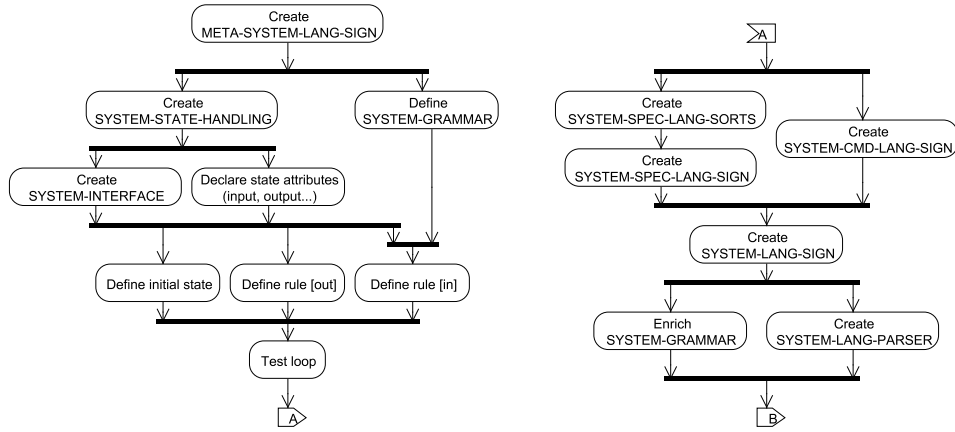 Create
META-SYSTEM-LANG-SIGN
Create
SYSTEM-STATE-HANDLING
Define
SYSTEM-GRAMMAR
Create
SYSTEM-INTERFACE
Declare state attributes
(input, output...)
Define initial state
Define rule [out]
Define rule [in]
Test loop
A
A
Create
SYSTEM-SPEC-LANG-SORTS
Create
SYSTEM-CMD-LANG-SIGN
Create
SYSTEM-SPEC-LANG-SIGN
Create
SYSTEM-LANG-SIGN
Enrich
SYSTEM-GRAMMAR
Create
SYSTEM-LANG-PARSER
B